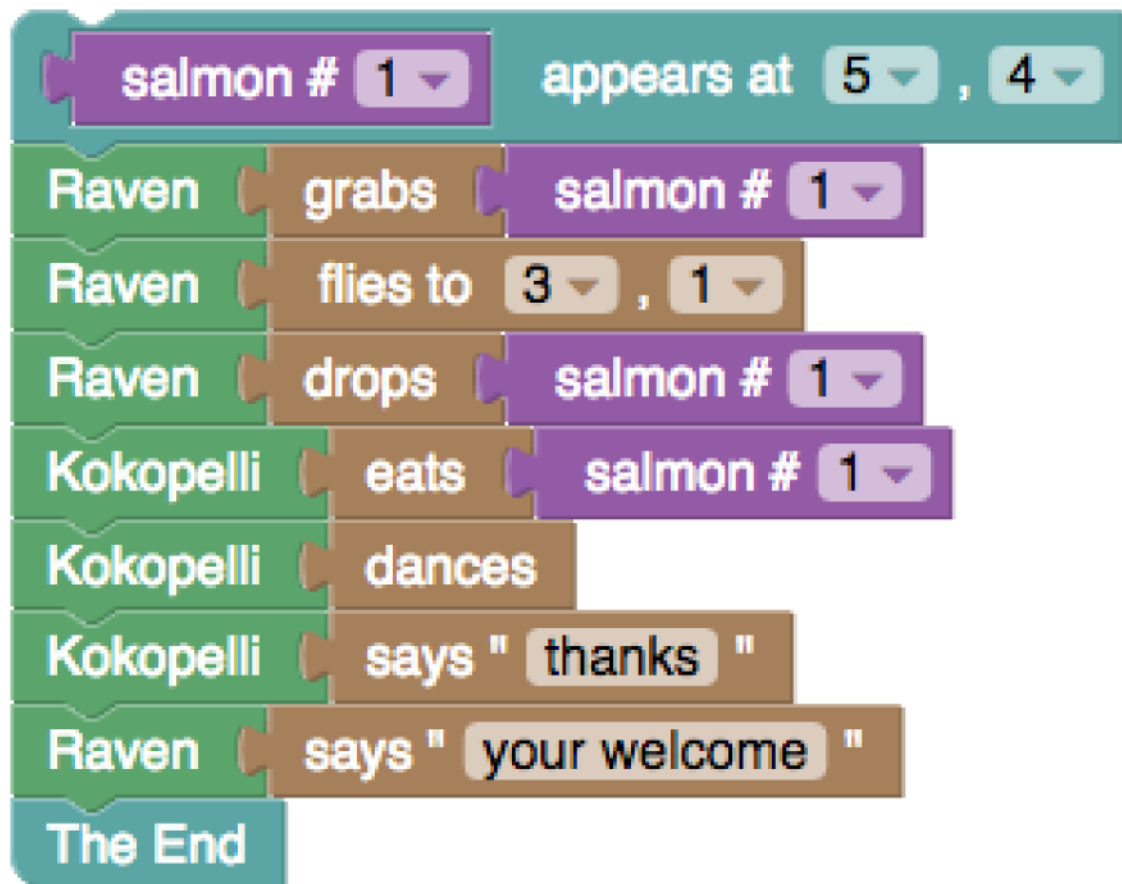 salmon # 1 appears at 5 , 4
Raven grabs salmon # 1
Raven flies to 3 , 1
Raven drops salmon # 1
Kokopelli eats salmon # 1
Kokopelli dances
Kokopelli says " thanks "
Raven says " your welcome "
The End